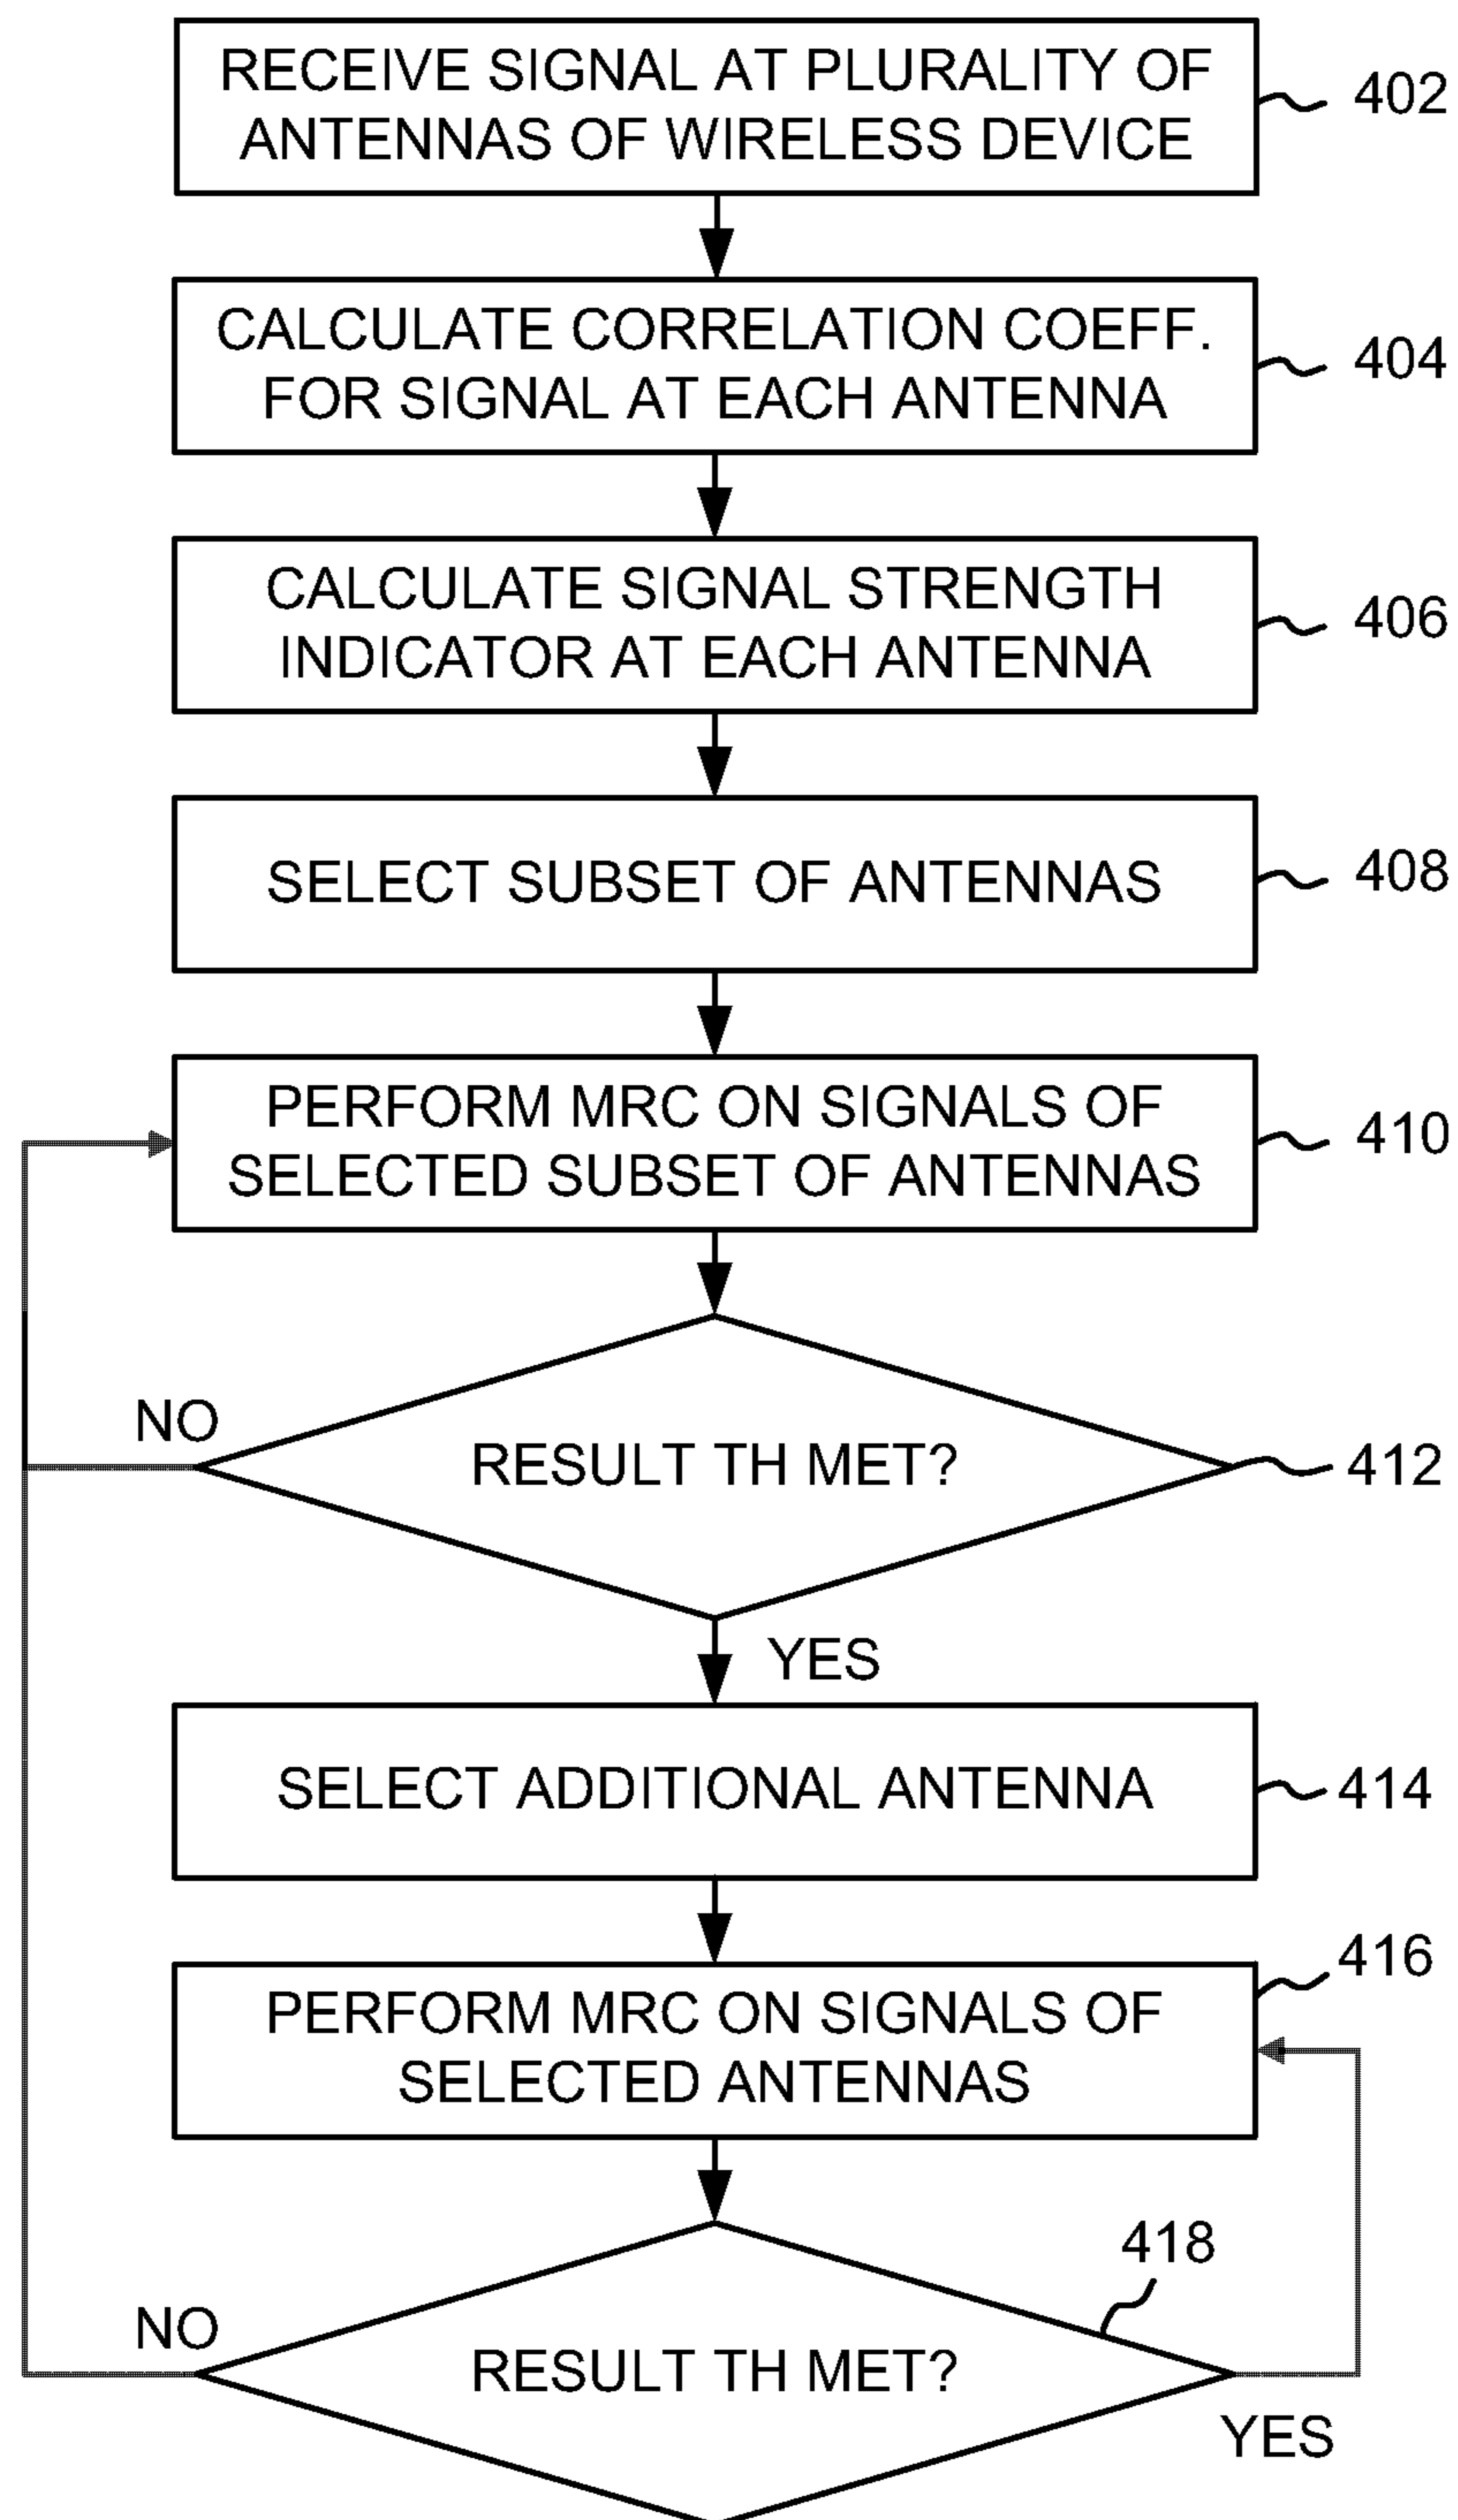 RECEIVE SIGNAL AT PLURALITY OF
ANTENNAS OF WIRELESS DEVICE
402
CALCULATE CORRELATION COEFF.
FOR SIGNAL AT EACH ANTENNA
404
CALCULATE SIGNAL STRENGTH
INDICATOR AT EACH ANTENNA
406
SELECT SUBSET OF ANTENNAS
408
PERFORM MRC ON SIGNALS OF
SELECTED SUBSET OF ANTENNAS
410
NO
RESULT TH MET?
412
YES
SELECT ADDITIONAL ANTENNA
414
416
PERFORM MRC ON SIGNALS OF
SELECTED ANTENNAS
418
NO
RESULT TH MET?
YES